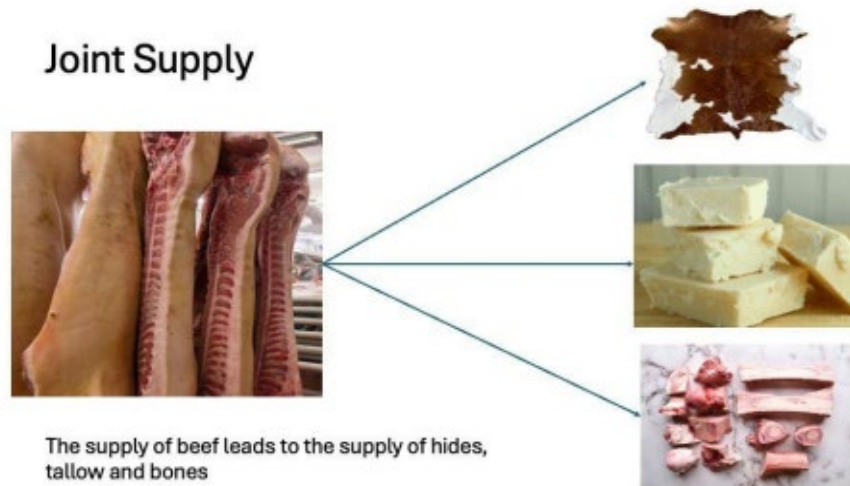 Joint Supply
The supply of beef leads to the supply of hides,
tallow and bones